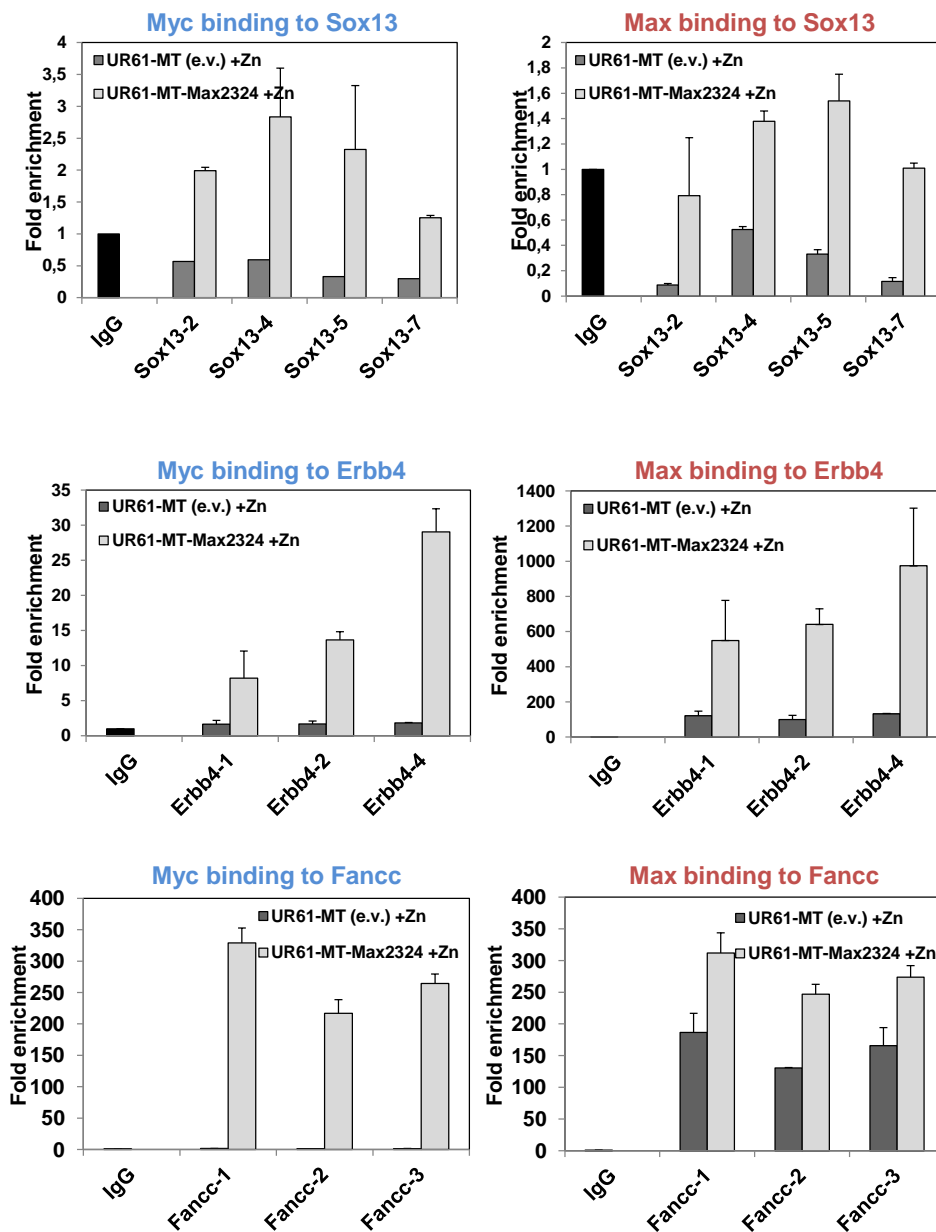 Myc binding to Sox13
Fold enrichment
4
3,5
3
2,5
2
1,5
1
0,5
0
UR61-MT (e.v.) +Zn
UR61-MT-Max2324 +Zn
IgG
Sox13-2
Sox13-4
Sox13-5
Sox13-7
Max binding to Sox13
Fold enrichment
2
1,8
1,6
1,4
1,2
1
0,8
0,6
0,4
0,2
0
UR61-MT (e.v.) +Zn
UR61-MT-Max2324 +Zn
IgG
Sox13-2
Sox13-4
Sox13-5
Sox13-7
Myc binding to Erbb4
Fold enrichment
35
30
25
20
15
10
5
0
UR61-MT (e.v.) +Zn
UR61-MT-Max2324 +Zn
IgG
Erbb4-1
Erbb4-2
Erbb4-4
Max binding to Erbb4
Fold enrichment
1400
1200
1000
800
600
400
200
0
UR61-MT (e.v.) +Zn
UR61-MT-Max2324 +Zn
IgG
Erbb4-1
Erbb4-2
Erbb4-4
Myc binding to Fancc
Fold enrichment
400
350
300
250
200
150
100
50
0
UR61-MT (e.v.) +Zn
UR61-MT-Max2324 +Zn
IgG
Fancc-1
Fancc-2
Fancc-3
Max binding to Fancc
Fold enrichment
400
350
300
250
200
150
100
50
0
UR61-MT (e.v.) +Zn
UR61-MT-Max2324 +Zn
IgG
Fancc-1
Fancc-2
Fancc-3